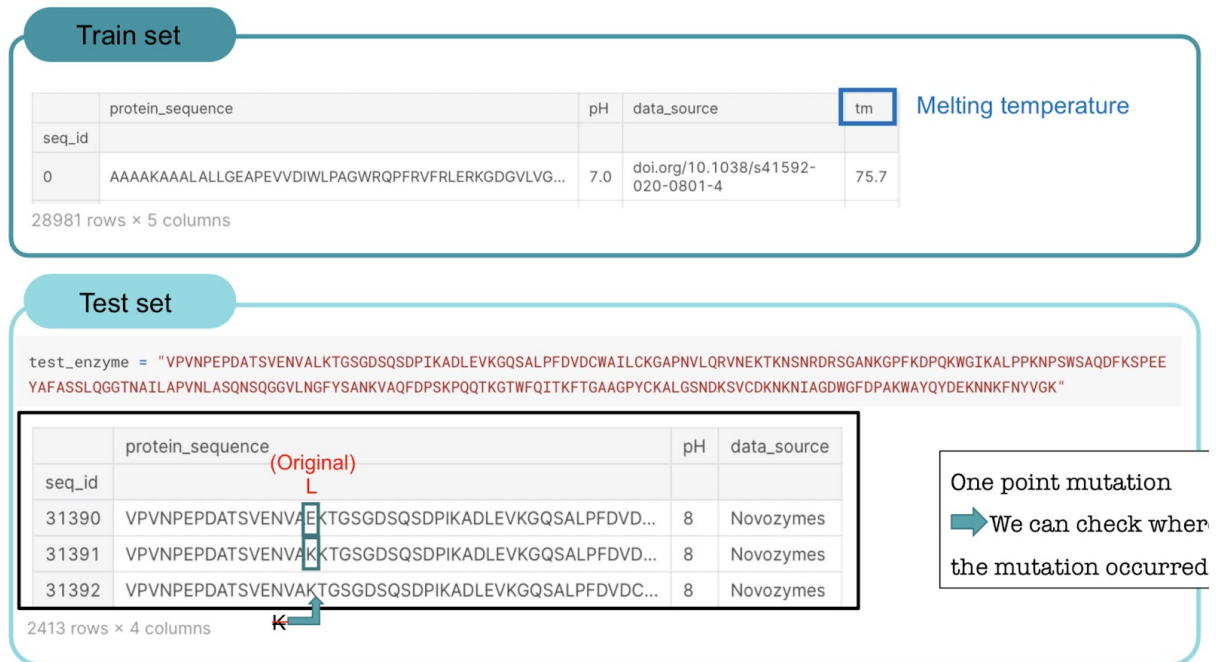 Train set
protein_sequence pH data_source tm Melting temperature
seq_id
0 AAAAKAAALALLGEAPEVVDIWLPAGWRQPFRVFRLERKGDGVLVG... 7.0 doi.org/10.1038/s41592-
020-0801-4 75.7
28981 rows × 5 columns
Test set
test_enzyme = "VPVNPEPDATSVENVALKTGSGDSQSDPIKADLEVKGQSALPFDVDCWAILCKGAPNVLQRVNEKTKNSNRDRSGANKGPFKDPQKWGIKALPPKNPSWSAQDFKSPEE
YAFASSLQGGTNAILAPVNLASQNSQGGVLNGFYSANKVAQFDPSKPQQTKGTWFQITKFTGAAGPYCKALGSNDKSVCDKNKNIAGDWGFDPAKWAYQYDEKNNKFNYVGK"
protein_sequence pH data_source
(Original)
L
seq_id
31390 VPVNPEPDATSVENVAEKTGSGDSQSDPIKADLEVKGQSALPFDVD... 8 Novozymes
31391 VPVNPEPDATSVENVAKKTGSGDSQSDPIKADLEVKGQSALPFDVD... 8 Novozymes
31392 VPVNPEPDATSVENVAKTGSGDSQSDPIKADLEVKGQSALPFDVDC... 8 Novozymes
K
2413 rows × 4 columns
One point mutation
We can check where
the mutation occurred